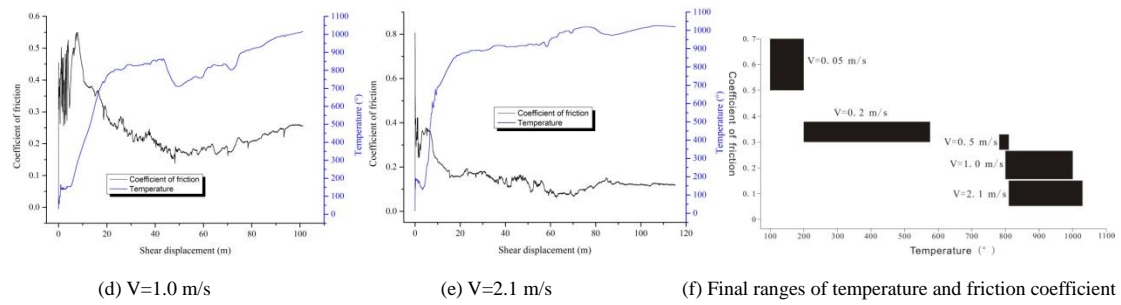 0.6
0.5
0.4
0.3
0.2
0.1
0.0
Coefficient of friction
1100
1000
900
800
700
600
500
400
300
200
100
0
Temperature (°)
Coefficient of friction
Temperature
0 20 40 60 80 100
Shear displacement (m)
(d) V=1.0 m/s
0.8
0.6
0.4
0.2
0.0
Coefficient of friction
1100
1000
900
800
700
600
500
400
300
200
100
0
Temperature (°)
Coefficient of friction
Temperature
0 20 40 60 80 100 115
Shear displacement (m)
(e) V=2.1 m/s
0. 7
0. 6
0. 5
0. 4
0. 3
0. 2
0. 1
0
Coefficient of friction
V=0. 05 m/s
V=0. 2 m/s
V=0. 5 m/s
V=1. 0 m/s
V=2. 1 m/s
100 200 300 400 500 600 700 800 900 1000 1100
Temperature (°)
(f) Final ranges of temperature and friction coefficient